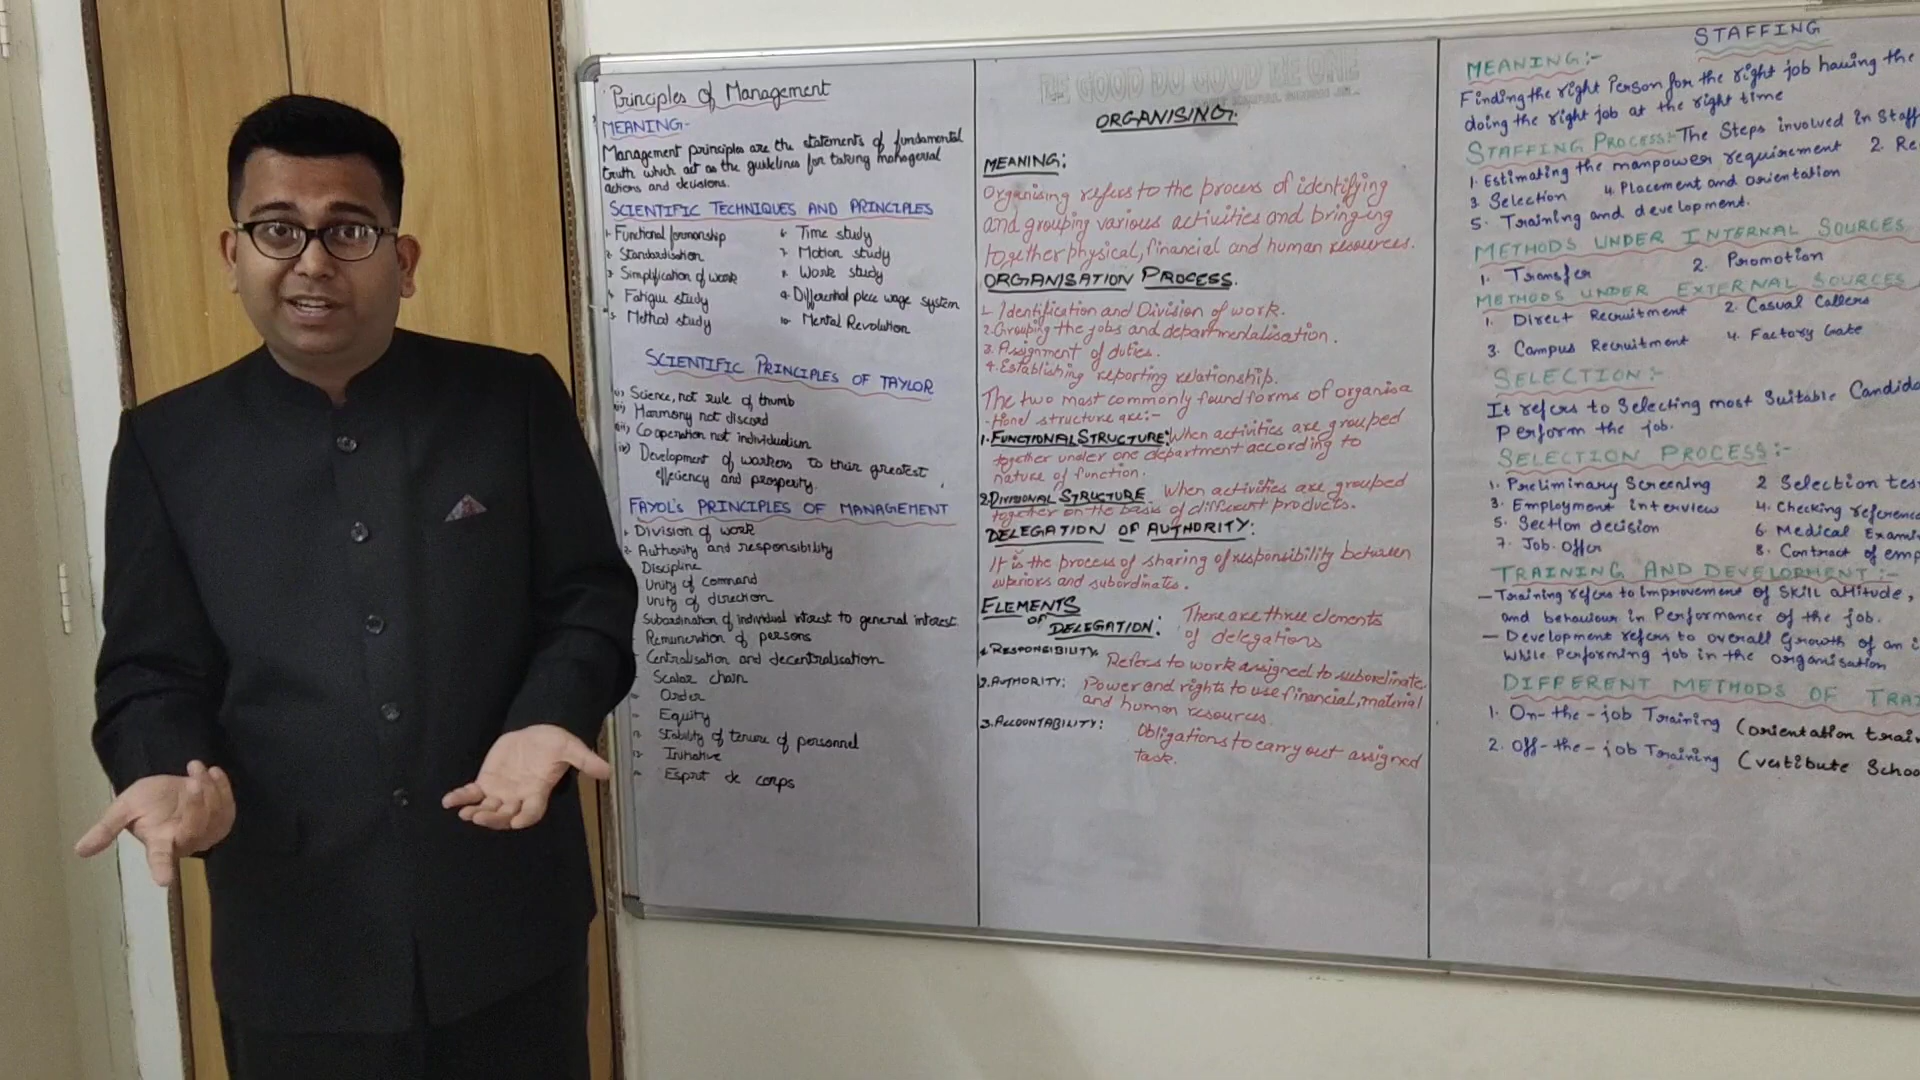 Principles of Management
MEANING:-
Management principles are the statements of fundamental
truth which act as the guidelines for taking managerial
actions and decisions.
SCIENTIFIC TECHNIQUES AND PRINCIPLES
1. Functional formonship
2. Standardisation
3. Simplification of work
4. Fatigue study
5. Method study
6. Time study
7. Motion study
8. Work study
9. Differential piece wage system
10. Mental Revolution
SCIENTIFIC PRINCIPLES OF TAYLOR
i) Science, not rule of thumb
ii) Harmony not discord
iii) Cooperation not individualism
iv) Development of workers to their greatest
efficiency and prosperity.
FAYOL'S PRINCIPLES OF MANAGEMENT
1. Division of work
2. Authority and responsibility
Discipline
Unity of command
Unity of direction
Subordination of individual interest to general interest.
Remuneration of persons
Centralisation and decentralisation
Scalar chain
Order
Equity
Stability of tenure of personnel
Initiative
Esprit de corps
BE GOOD DO GOOD BE ONE
ORGANISING.
MEANING:
Organising refers to the process of identifying
and grouping various activities and bringing
together physical, financial and human resources.
ORGANISATION PROCESS.
1. Identification and Division of work.
2. Grouping the jobs and departmentalisation.
3. Assignment of duties.
4. Establishing reporting relationship.
The two most commonly found forms of organisa
-tional structure are:-
1. FUNCTIONAL STRUCTURE: When activities are grouped
together under one department according to
nature of function.
2. DIVISIONAL STRUCTURE When activities are grouped
together on the basis of different products.
DELEGATION OF AUTHORITY:
It is the process of sharing of responsibility between
superiors and subordinates.
ELEMENTS
OF DELEGATION: There are three elements
of delegations
1. RESPONSIBILITY: Refers to work assigned to subordinate
2. AUTHORITY: Power and rights to use financial, material
and human resources.
3. ACCOUNTABILITY: Obligations to carry out assigned
task.
STAFFING
MEANING:-
Finding the right Person for the right job having the
doing the right job at the right time
STAFFING PROCESS:- The Steps involved in Staff
1. Estimating the manpower requirement 2. Re
3. Selection 4. Placement and orientation
5. Training and development.
METHODS UNDER INTERNAL SOURCES
1. Transfer 2. Promotion
METHODS UNDER EXTERNAL SOURCES
1. Direct Recruitment 2. Casual Callers
3. Campus Recruitment 4. Factory Gate
SELECTION:-
It refers to Selecting most Suitable Candida
Perform the job.
SELECTION PROCESS:-
1. Preliminary Screening 2 Selection tes
3. Employment interview 4. Checking reference
5. Section decision 6. Medical Exami
7. Job Offer 8. Contract of emp
TRAINING AND DEVELOPMENT:-
- Training refers to improvement of Skill attitude,
and behaviour in Performance of the job.
- Development refers to overall Growth of an i
while Performing job in the organisation
DIFFERENT METHODS OF TRAI
1. On-the-job Training (orientation train
2. Off-the-job Training (vestibute Schoo